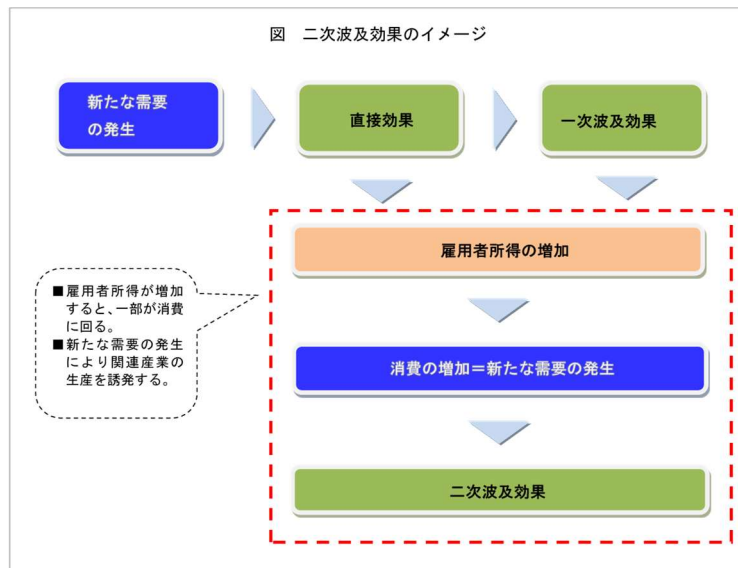 図　二次波及効果のイメージ
新たな需要
の発生
直接効果
一次波及効果
雇用者所得の増加
■雇用者所得が増加
すると、一部が消費
に回る。
■新たな需要の発生
により関連産業の
生産を誘発する。
消費の増加＝新たな需要の発生
二次波及効果